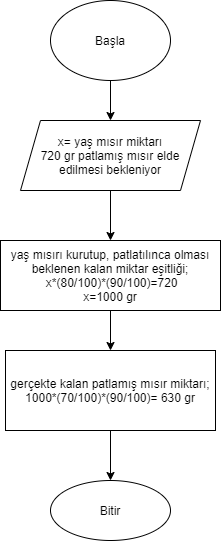 Başla
x= yaş mısır miktarı
720 gr patlamış mısır elde
edilmesi bekleniyor
yaş mısırı kurutup, patlatılınca olması
beklenen kalan miktar eşitliği;
x*(80/100)*(90/100)=720
x=1000 gr
gerçekte kalan patlamış mısır miktarı;
1000*(70/100)*(90/100)= 630 gr
Bitir